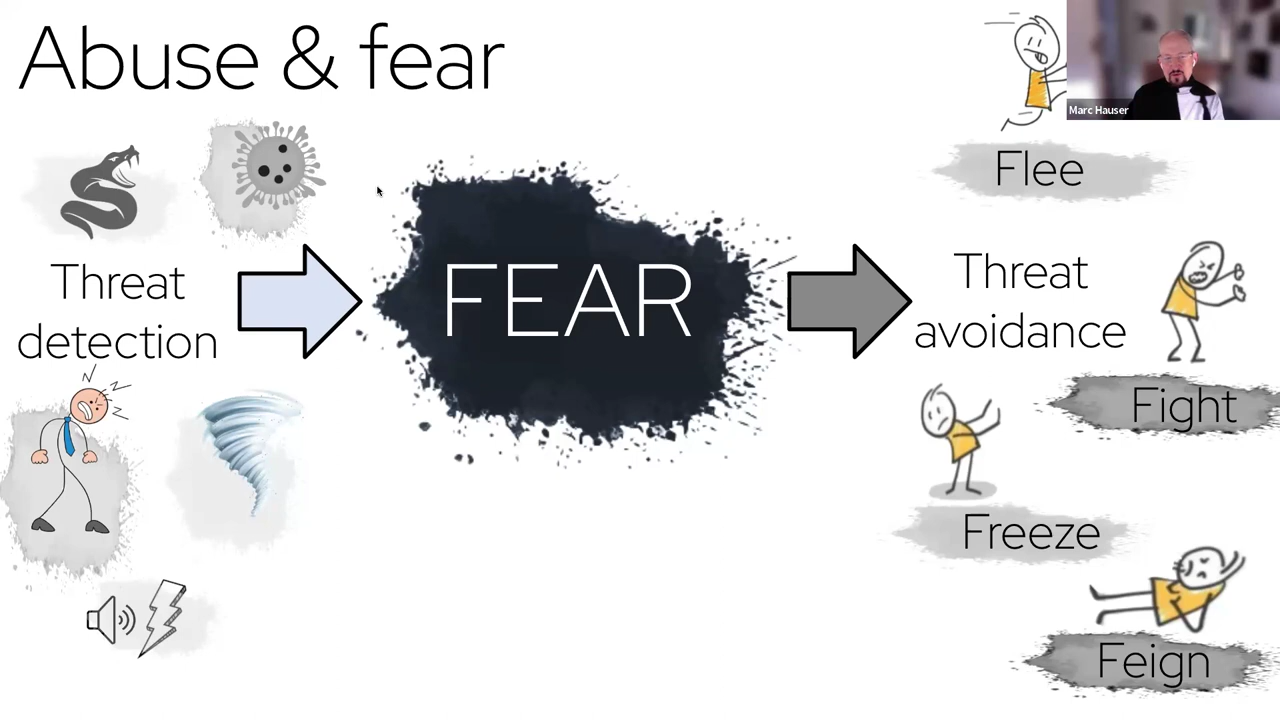 Abuse & fear
Marc Hauser
Flee
Threat
detection
FEAR
Threat
avoidance
Fight
Freeze
Feign